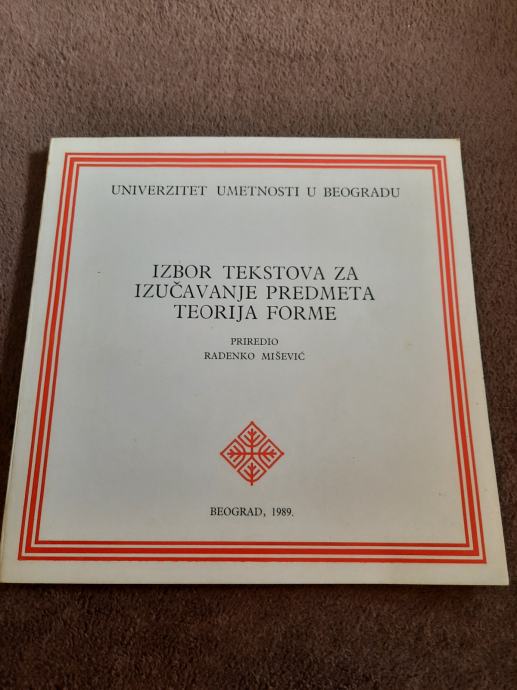 UNIVERZITET UMETNOSTI U BEOGRADU
IZBOR TEKSTOVA ZA
IZUČAVANJE PREDMETA
TEORIJA FORME
PRIREDIO
RADENKO MIŠEVIĆ
BEOGRAD, 1989.